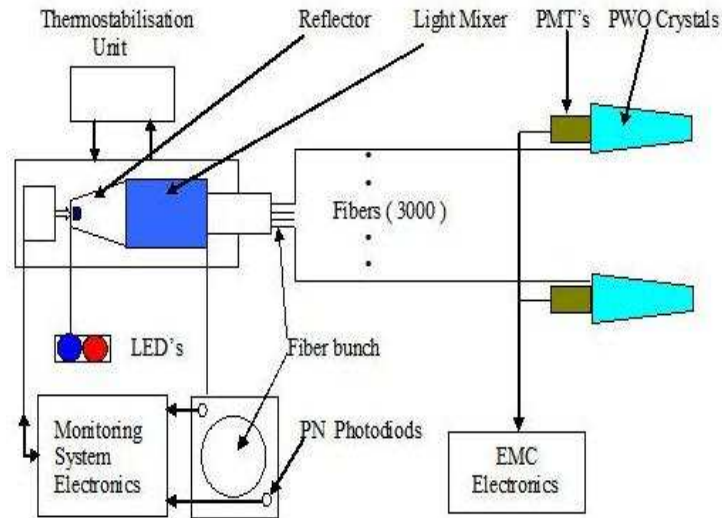 Thermostabilisation
Unit
Reflector
Light Mixer
PMT's
PWO Crystals
Fibers ( 3000 )
LED's
Fiber bunch
Monitoring
System
Electronics
PN Photodiods
EMC
Electronics